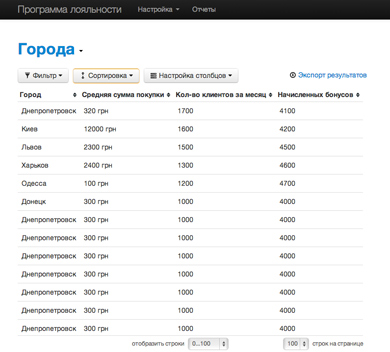 Программа лояльности Настройка Отчеты
Города
Фильтр Сортировка Настройка столбцов Экспорт результатов
Город Средняя сумма покупки Кол-во клиентов за месяц Начисленных бонусов
Днепропетровск 320 грн 1700 4100
Киев 12000 грн 1600 4200
Львов 2300 грн 1500 4500
Харьков 2400 грн 1300 4600
Одесса 100 грн 1200 4700
Донецк 300 грн 1000 4000
Днепропетровск 300 грн 1000 4000
Днепропетровск 300 грн 1000 4000
Днепропетровск 300 грн 1000 4000
Днепропетровск 300 грн 1000 4000
Днепропетровск 300 грн 1000 4000
Днепропетровск 300 грн 1000 4000
Днепропетровск 300 грн 1000 4000
отобразить строки 0...100 100 строк на странице